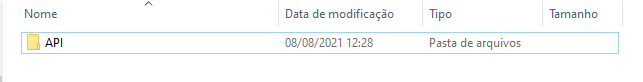 Nome Data de modificação Tipo Tamanho
API 08/08/2021 12:28 Pasta de arquivos